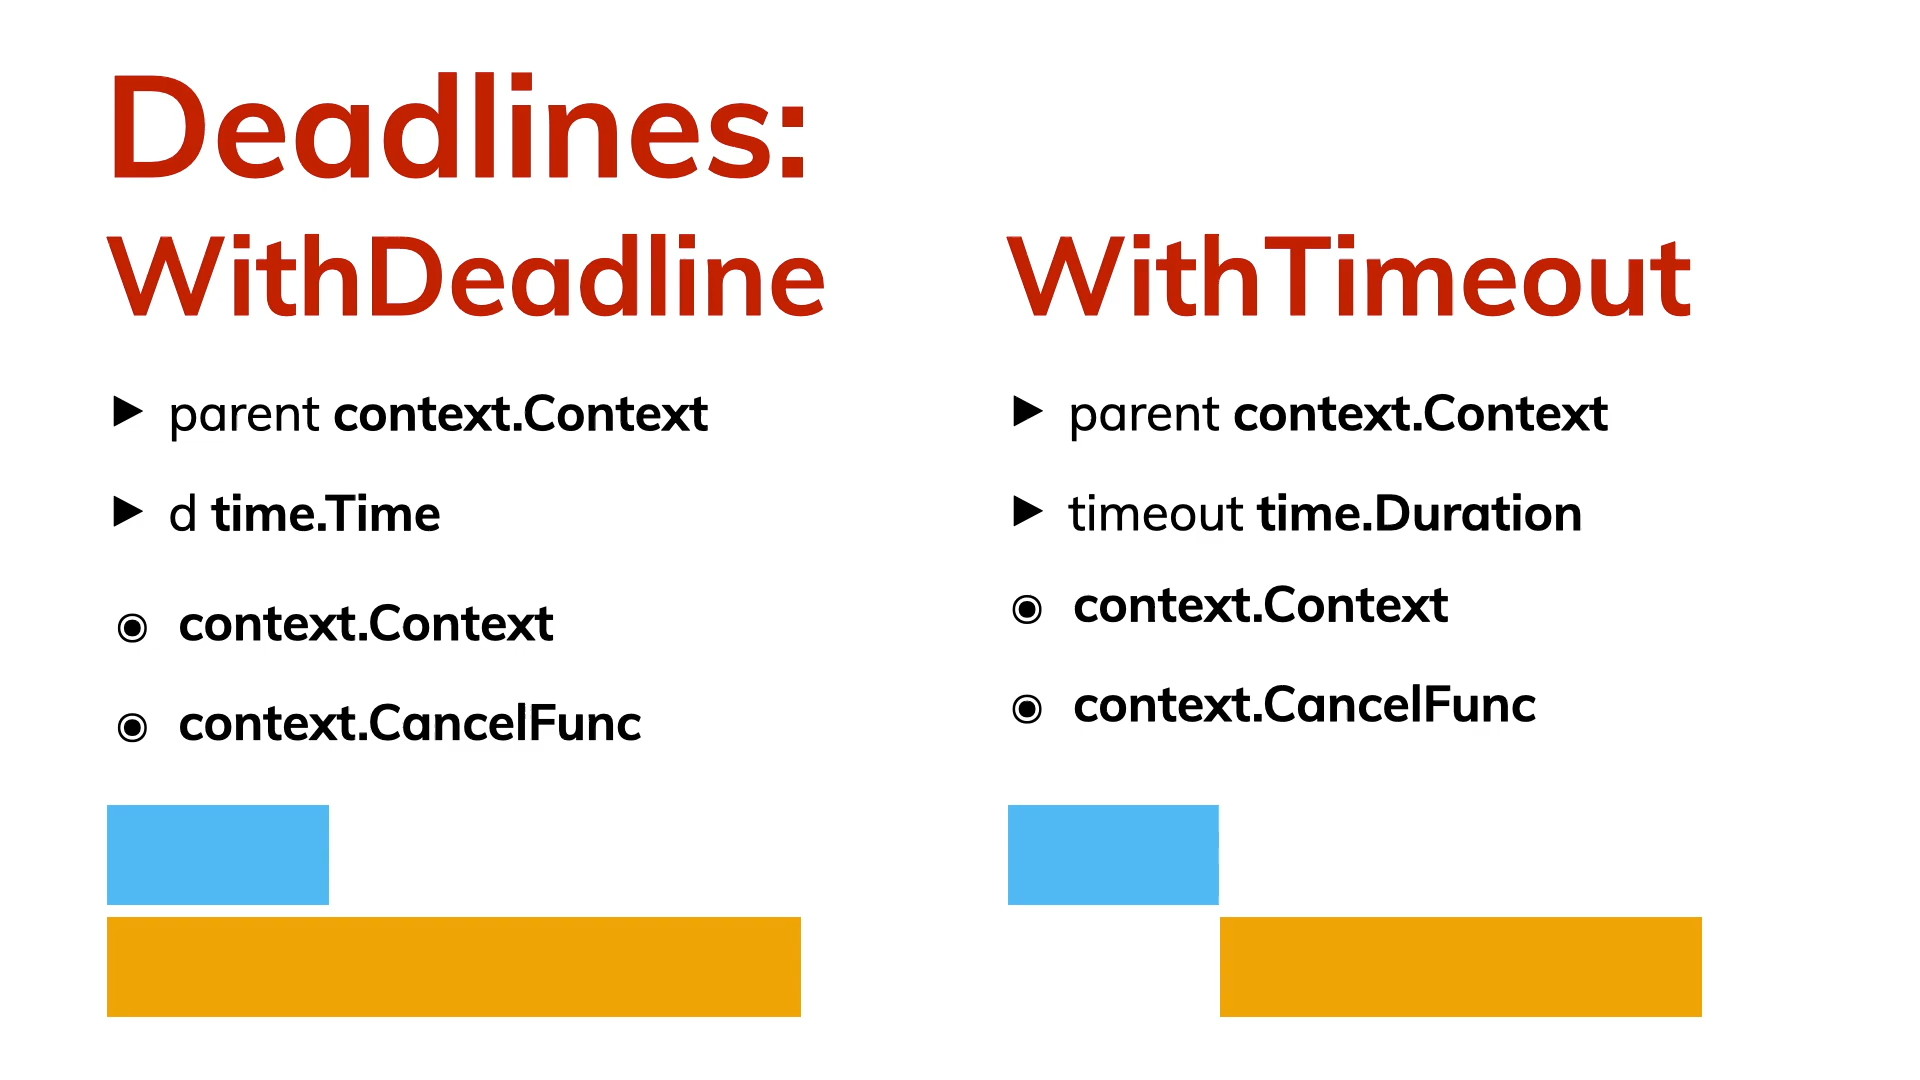 Deadlines:
WithDeadline
parent context.Context
d time.Time
context.Context
context.CancelFunc
WithTimeout
parent context.Context
timeout time.Duration
context.Context
context.CancelFunc